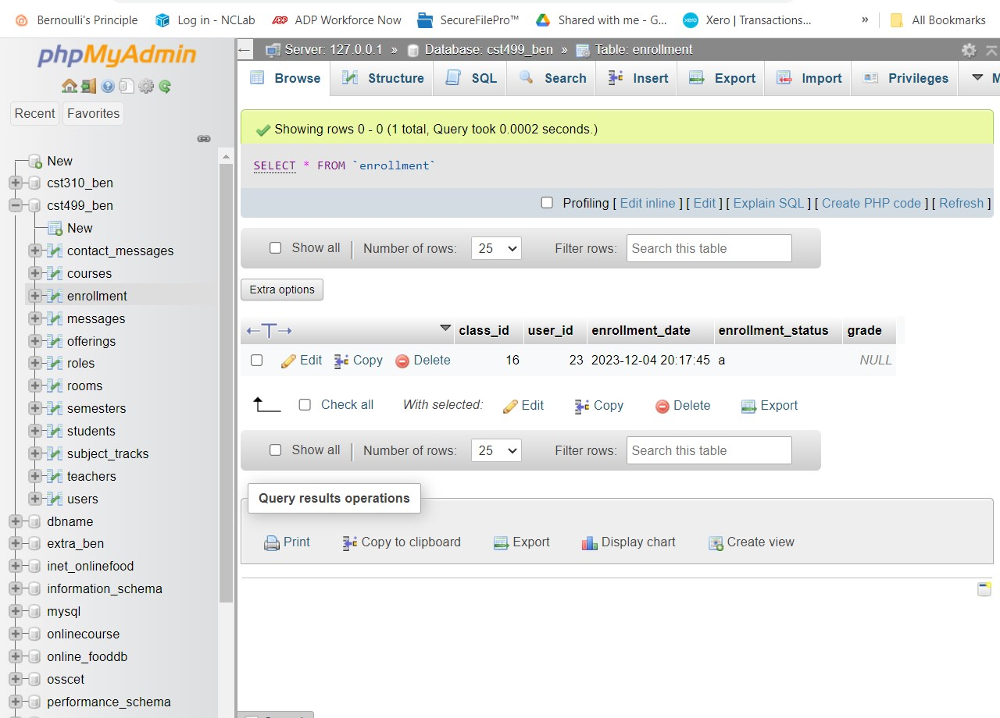 Bernoulli's Principle Log in - NCLab ADP Workforce Now SecureFilePro™ Shared with me - G... xero Xero | Transactions... » All Bookmarks
phpMyAdmin
Recent Favorites
New
cst310_ben
cst499_ben
New
contact_messages
courses
enrollment
messages
offerings
roles
rooms
semesters
students
subject_tracks
teachers
users
dbname
extra_ben
inet_onlinefood
information_schema
mysql
onlinecourse
online_fooddb
osscet
performance_schema
Server: 127.0.0.1 » Database: cst499_ben » Table: enrollment
Browse Structure SQL Search Insert Export Import Privileges
Showing rows 0 - 0 (1 total, Query took 0.0002 seconds.)
SELECT * FROM `enrollment`
Profiling [ Edit inline ] [ Edit ] [ Explain SQL ] [ Create PHP code ] [ Refresh ]
Show all | Number of rows: 25 Filter rows: Search this table
Extra options
←T→ class_id user_id enrollment_date enrollment_status grade
Edit Copy Delete 16 23 2023-12-04 20:17:45 a NULL
Check all With selected: Edit Copy Delete Export
Show all | Number of rows: 25 Filter rows: Search this table
Query results operations
Print Copy to clipboard Export Display chart Create view